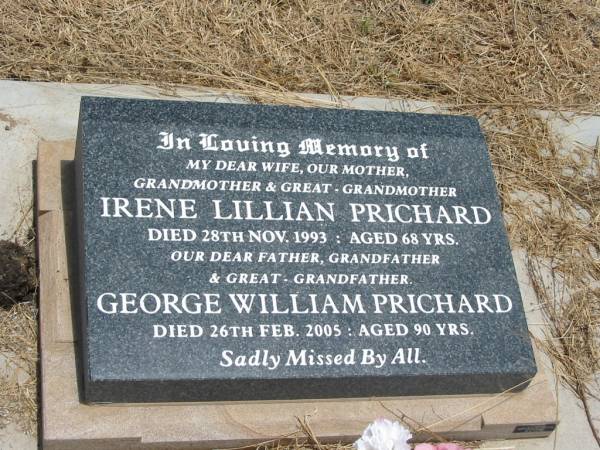 In Loving Memory of
MY DEAR WIFE, OUR MOTHER,
GRANDMOTHER & GREAT - GRANDMOTHER
IRENE LILLIAN PRICHARD
DIED 28TH NOV. 1993 : AGED 68 YRS.
OUR DEAR FATHER, GRANDFATHER
& GREAT - GRANDFATHER.
GEORGE WILLIAM PRICHARD
DIED 26TH FEB. 2005 : AGED 90 YRS.
Sadly Missed By All.